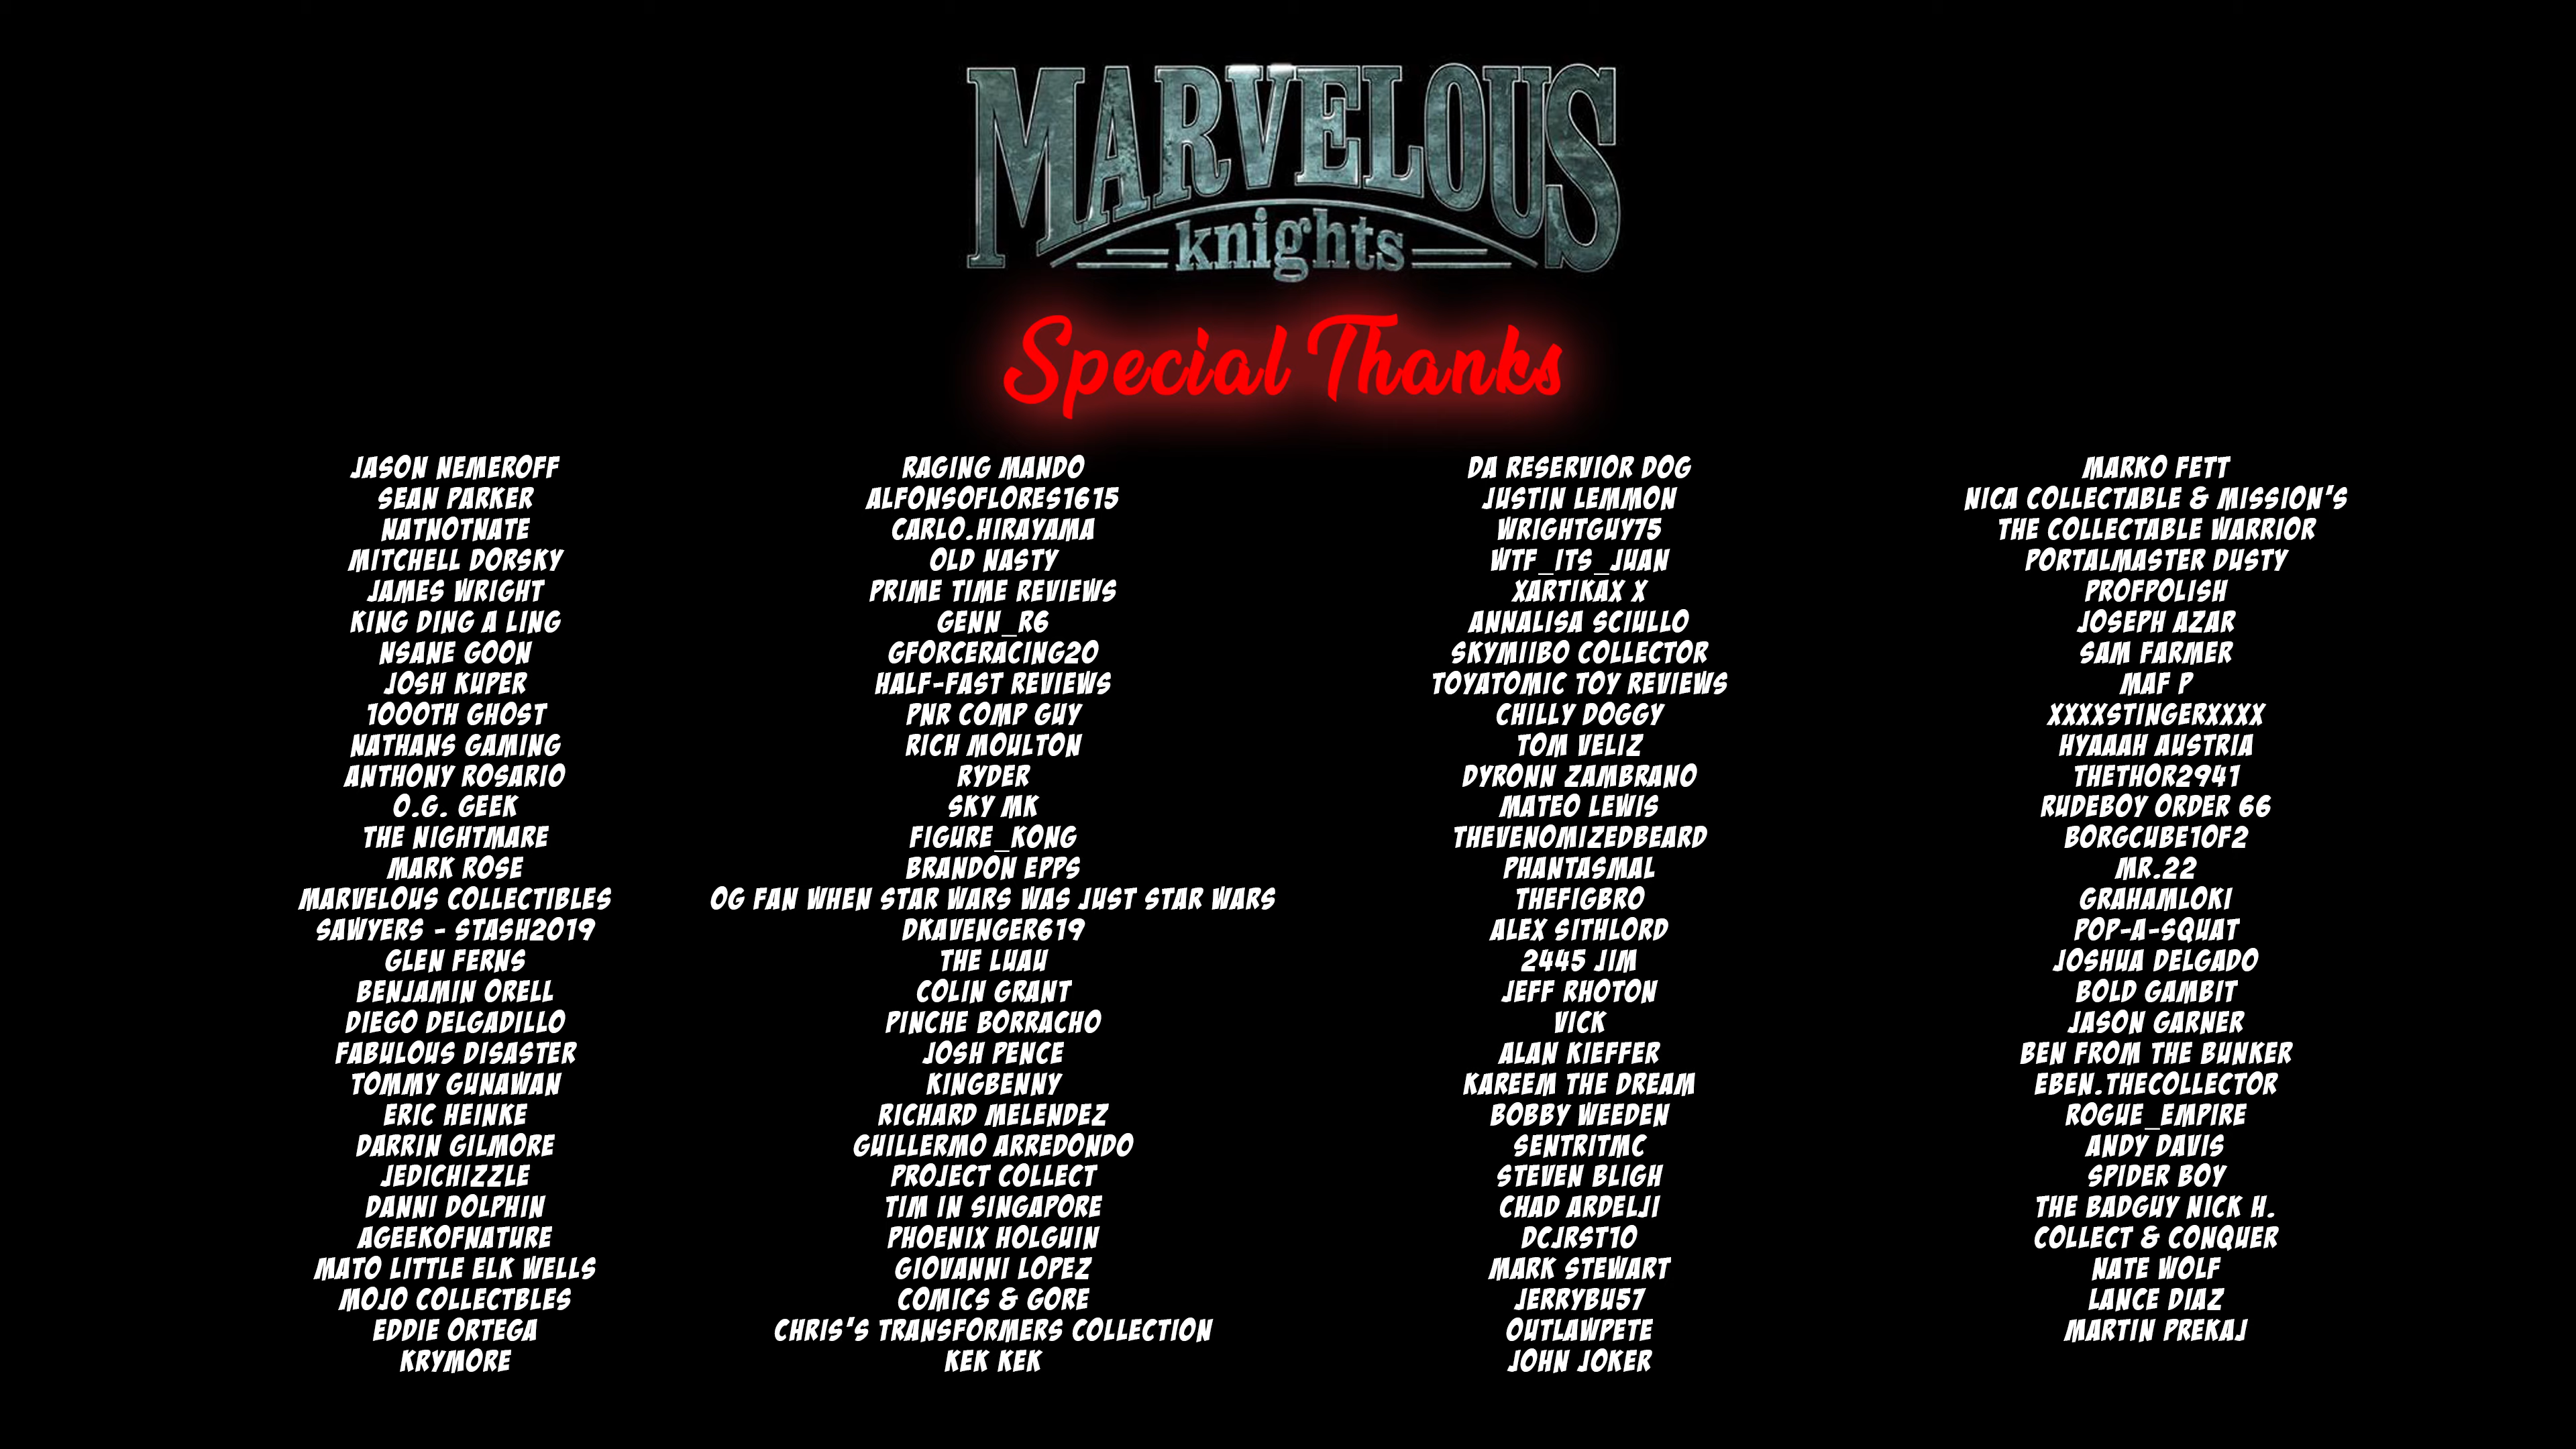 MARVELOUS
knights
Special Thanks
JASON NEMEROFF
SEAN PARKER
NATNOTNATE
MITCHELL DORSKY
JAMES WRIGHT
KING DING A LING
NSANE GOON
JOSH KUPER
1000TH GHOST
NATHANS GAMING
ANTHONY ROSARIO
O.G. GEEK
THE NIGHTMARE
MARK ROSE
MARVELOUS COLLECTIBLES
SAWYERS - STASH2019
GLEN FERNS
BENJAMIN ORELL
DIEGO DELGADILLO
FABULOUS DISASTER
TOMMY GUNAWAN
ERIC HEINKE
DARRIN GILMORE
JEDICHIZZLE
DANNI DOLPHIN
AGEEKOFNATURE
MATO LITTLE ELK WELLS
MOJO COLLECTBLES
EDDIE ORTEGA
KRYMORE
RAGING MANDO
ALFONSOFLORES1615
CARLO.HIRAYAMA
OLD NASTY
PRIME TIME REVIEWS
GENN_R6
GFORCERACING20
HALF-FAST REVIEWS
PNR COMP GUY
RICH MOULTON
RYDER
SKY MK
FIGURE_KONG
BRANDON EPPS
OG FAN WHEN STAR WARS WAS JUST STAR WARS
DKAVENGER619
THE LUAU
COLIN GRANT
PINCHE BORRACHO
JOSH PENCE
KINGBENNY
RICHARD MELENDEZ
GUILLERMO ARREDONDO
PROJECT COLLECT
TIM IN SINGAPORE
PHOENIX HOLGUIN
GIOVANNI LOPEZ
COMICS & GORE
CHRIS'S TRANSFORMERS COLLECTION
KEK KEK
DA RESERVIOR DOG
JUSTIN LEMMON
WRIGHTGUY75
WTF_ITS_JUAN
XARTIKAX X
ANNALISA SCIULLO
SKYMIIBO COLLECTOR
TOYATOMIC TOY REVIEWS
CHILLY DOGGY
TOM VELIZ
DYRONN ZAMBRANO
MATEO LEWIS
THEVENOMIZEDBEARD
PHANTASMAL
THEFIGBRO
ALEX SITHLORD
2445 JIM
JEFF RHOTON
VICK
ALAN KIEFFER
KAREEM THE DREAM
BOBBY WEEDEN
SENTRITMC
STEVEN BLIGH
CHAD ARDELJI
DCJRST10
MARK STEWART
JERRYBU57
OUTLAWPETE
JOHN JOKER
MARKO FETT
NICA COLLECTABLE & MISSION'S
THE COLLECTABLE WARRIOR
PORTALMASTER DUSTY
PROFPOLISH
JOSEPH AZAR
SAM FARMER
MAF P
XXXXSTINGERXXXX
HYAAAH AUSTRIA
THETHOR2941
RUDEBOY ORDER 66
BORGCUBE1OF2
MR.22
GRAHAMLOKI
POP-A-SQUAT
JOSHUA DELGADO
BOLD GAMBIT
JASON GARNER
BEN FROM THE BUNKER
EBEN.THECOLLECTOR
ROGUE_EMPIRE
ANDY DAVIS
SPIDER BOY
THE BADGUY NICK H.
COLLECT & CONQUER
NATE WOLF
LANCE DIAZ
MARTIN PREKAJ